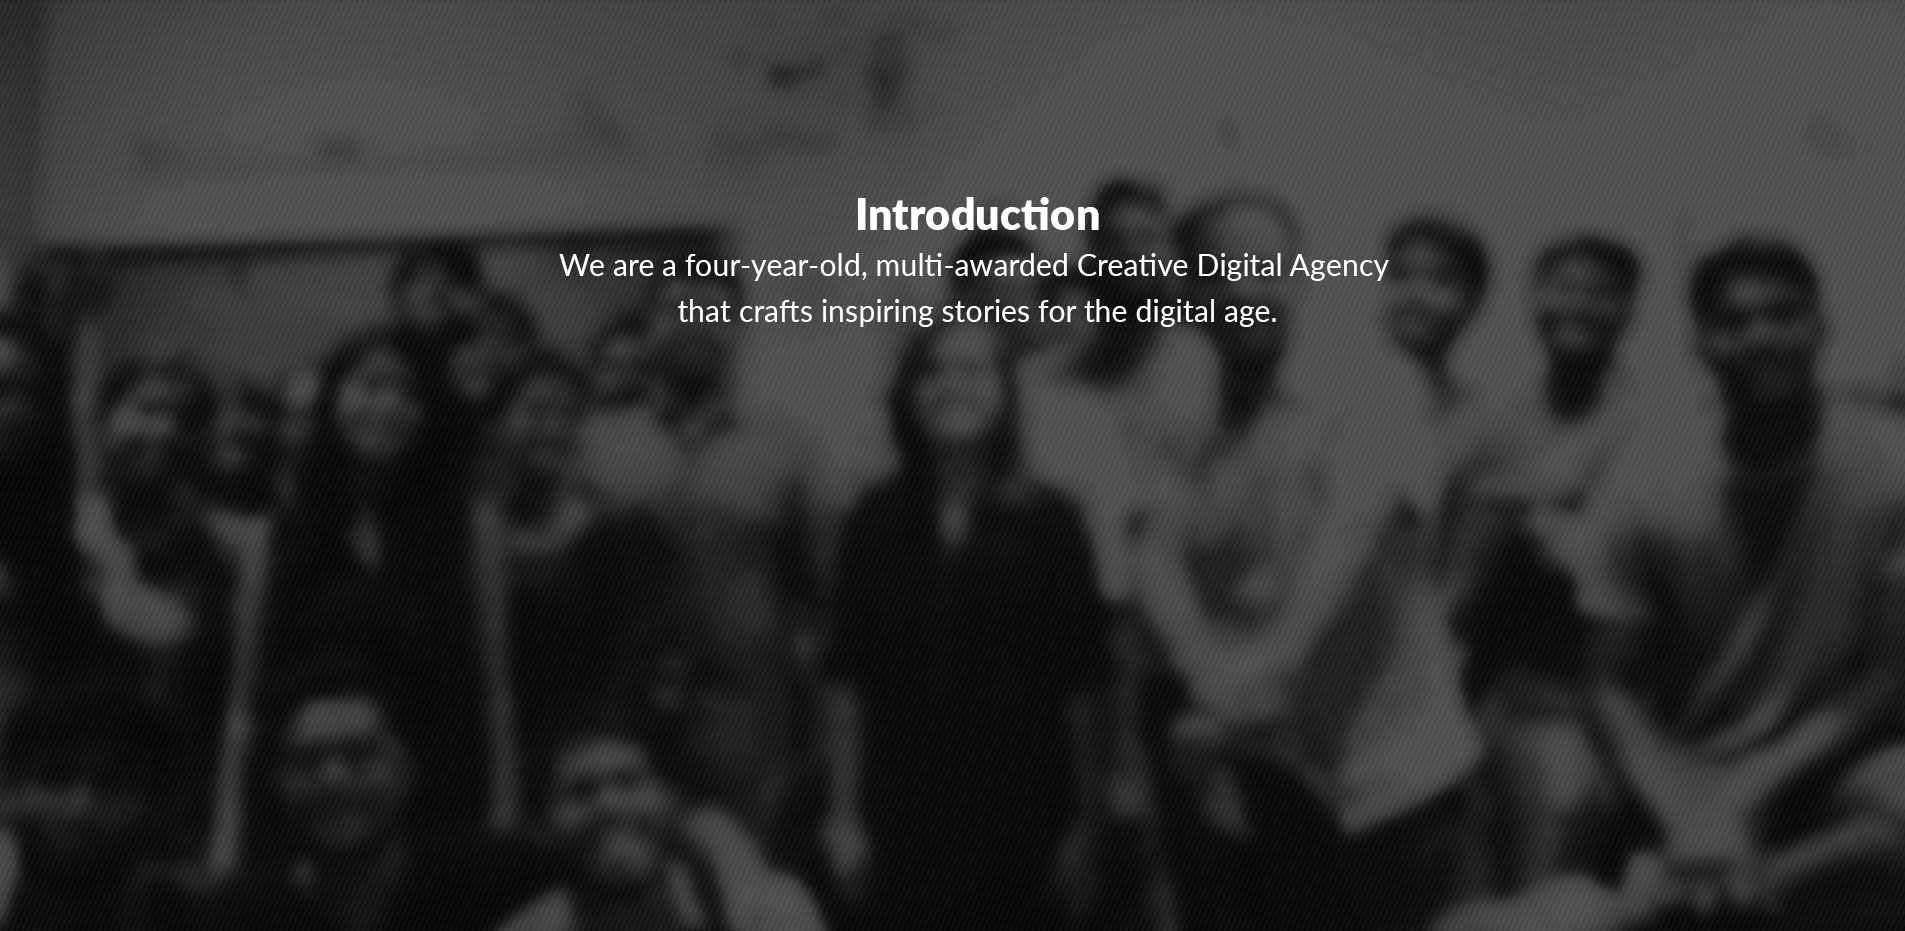 Introduction
We are a four-year-old, multi-awarded Creative Digital Agency
that crafts inspiring stories for the digital age.